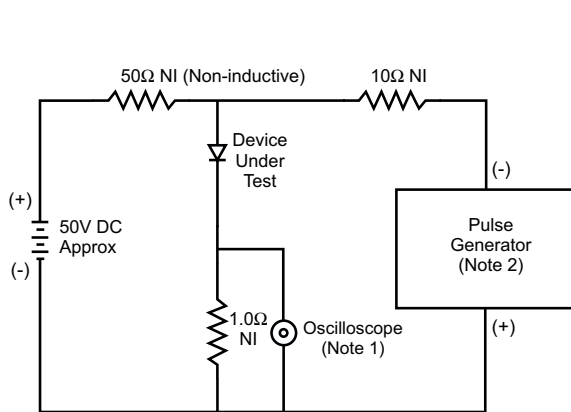 50Ω NI (Non-inductive)
10Ω NI
Device
Under
Test
(+)
50V DC
Approx
(-)
(-)
Pulse
Generator
(Note 2)
(+)
1.0Ω
NI
Oscilloscope
(Note 1)